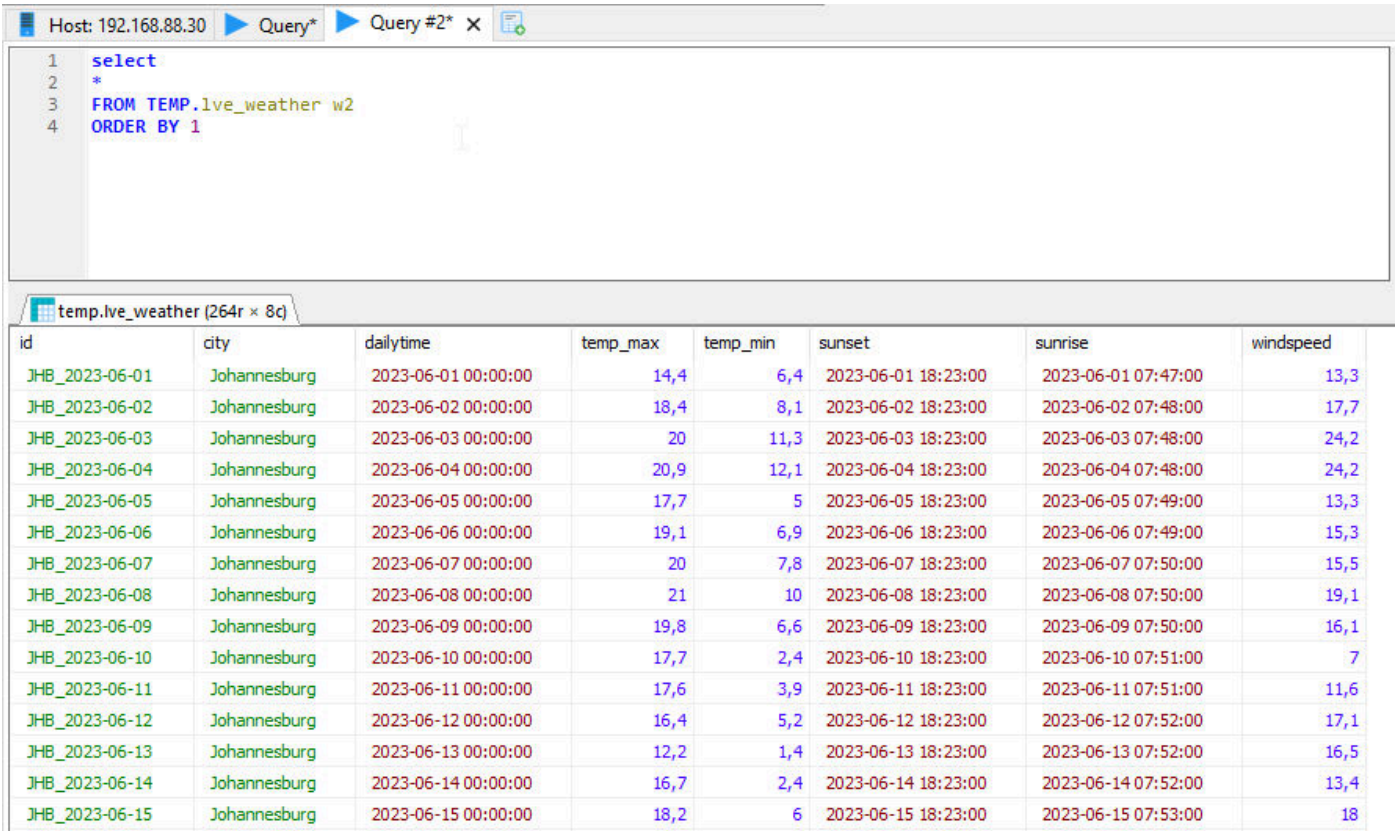 Host: 192.168.88.30 Query* Query #2*
1 select
2 *
3 FROM TEMP.lve_weather w2
4 ORDER BY 1
temp.lve_weather (264r × 8c)
id city dailytime temp_max temp_min sunset sunrise windspeed
JHB_2023-06-01 Johannesburg 2023-06-01 00:00:00 14,4 6,4 2023-06-01 18:23:00 2023-06-01 07:47:00 13,3
JHB_2023-06-02 Johannesburg 2023-06-02 00:00:00 18,4 8,1 2023-06-02 18:23:00 2023-06-02 07:48:00 17,7
JHB_2023-06-03 Johannesburg 2023-06-03 00:00:00 20 11,3 2023-06-03 18:23:00 2023-06-03 07:48:00 24,2
JHB_2023-06-04 Johannesburg 2023-06-04 00:00:00 20,9 12,1 2023-06-04 18:23:00 2023-06-04 07:48:00 24,2
JHB_2023-06-05 Johannesburg 2023-06-05 00:00:00 17,7 5 2023-06-05 18:23:00 2023-06-05 07:49:00 13,3
JHB_2023-06-06 Johannesburg 2023-06-06 00:00:00 19,1 6,9 2023-06-06 18:23:00 2023-06-06 07:49:00 15,3
JHB_2023-06-07 Johannesburg 2023-06-07 00:00:00 20 7,8 2023-06-07 18:23:00 2023-06-07 07:50:00 15,5
JHB_2023-06-08 Johannesburg 2023-06-08 00:00:00 21 10 2023-06-08 18:23:00 2023-06-08 07:50:00 19,1
JHB_2023-06-09 Johannesburg 2023-06-09 00:00:00 19,8 6,6 2023-06-09 18:23:00 2023-06-09 07:50:00 16,1
JHB_2023-06-10 Johannesburg 2023-06-10 00:00:00 17,7 2,4 2023-06-10 18:23:00 2023-06-10 07:51:00 7
JHB_2023-06-11 Johannesburg 2023-06-11 00:00:00 17,6 3,9 2023-06-11 18:23:00 2023-06-11 07:51:00 11,6
JHB_2023-06-12 Johannesburg 2023-06-12 00:00:00 16,4 5,2 2023-06-12 18:23:00 2023-06-12 07:52:00 17,1
JHB_2023-06-13 Johannesburg 2023-06-13 00:00:00 12,2 1,4 2023-06-13 18:23:00 2023-06-13 07:52:00 16,5
JHB_2023-06-14 Johannesburg 2023-06-14 00:00:00 16,7 2,4 2023-06-14 18:23:00 2023-06-14 07:52:00 13,4
JHB_2023-06-15 Johannesburg 2023-06-15 00:00:00 18,2 6 2023-06-15 18:23:00 2023-06-15 07:53:00 18